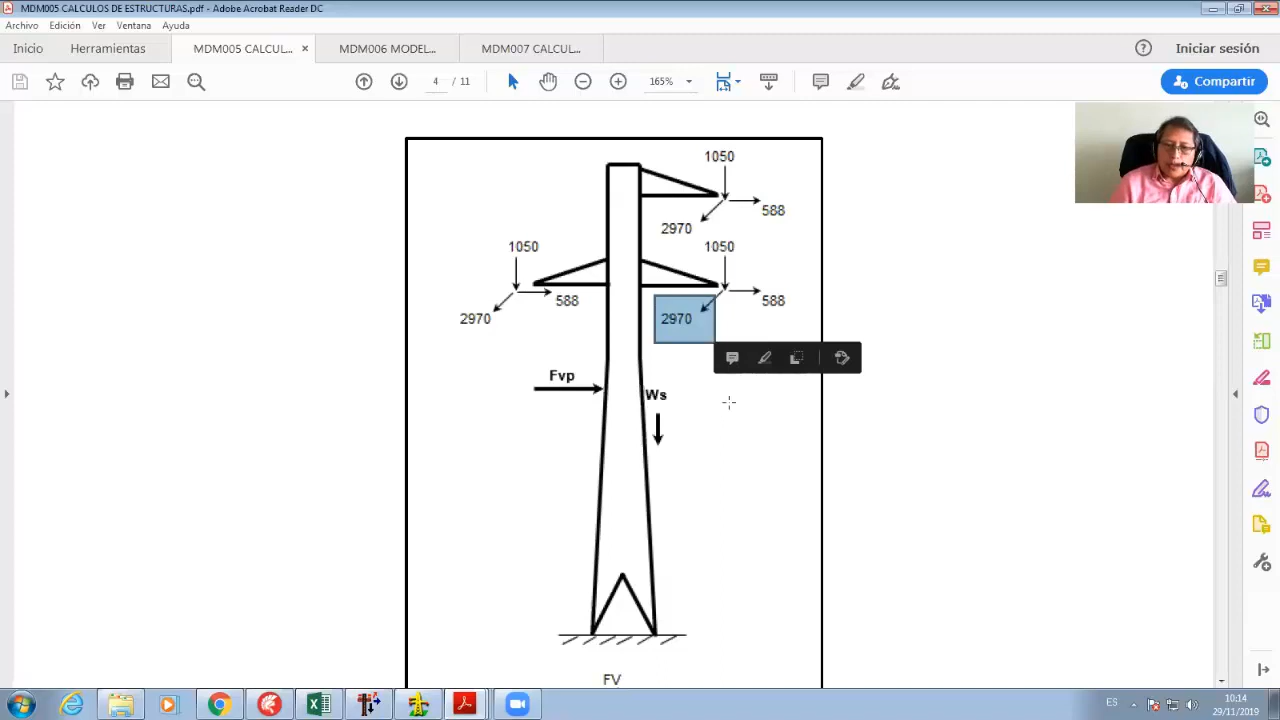 MDM005 CALCULOS DE ESTRUCTURAS.pdf - Adobe Acrobat Reader DC
Archivo Edición Ver Ventana Ayuda
Inicio Herramientas MDM005 CALCUL... × MDM006 MODEL... MDM007 CALCUL... Iniciar sesión
4 / 11 165% Compartir
1050
588
2970
1050 1050
588 588
2970 2970
Fvp
Ws
FV
ES 10:14
29/11/2019